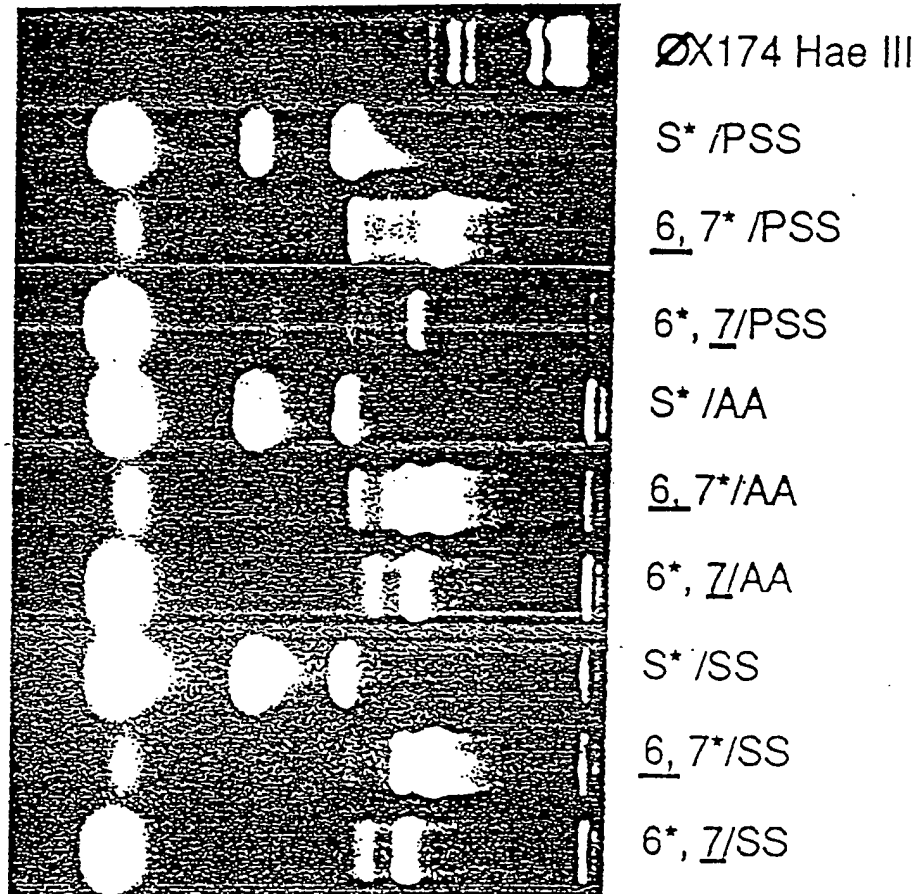 ØX174 Hae III
S* /PSS
6, 7* /PSS
6*, 7/PSS
S* /AA
6, 7*/AA
6*, 7/AA
S* /SS
6, 7*/SS
6*, 7/SS